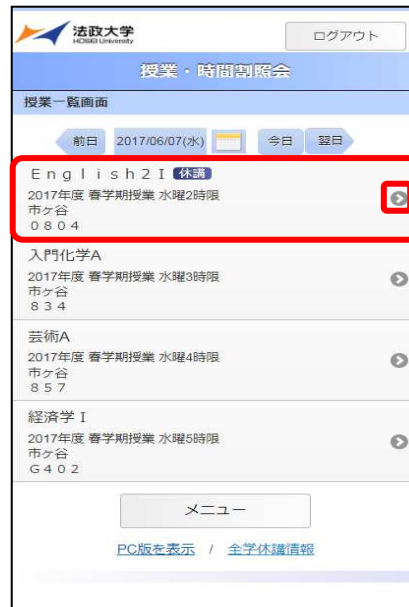 法政大学
HOSEI University
ログアウト
授業・時間割照会
授業一覧画面
前日 2017/06/07(水) 今日 翌日
Ｅｎｇｌｉｓｈ２Ⅰ 休講
2017年度 春学期授業 水曜2時限
市ヶ谷
０８０４
入門化学A
2017年度 春学期授業 水曜3時限
市ヶ谷
８３４
芸術A
2017年度 春学期授業 水曜4時限
市ヶ谷
８５７
経済学Ⅰ
2017年度 春学期授業 水曜5時限
市ヶ谷
Ｇ４０２
メニュー
PC版を表示 / 全学休講情報